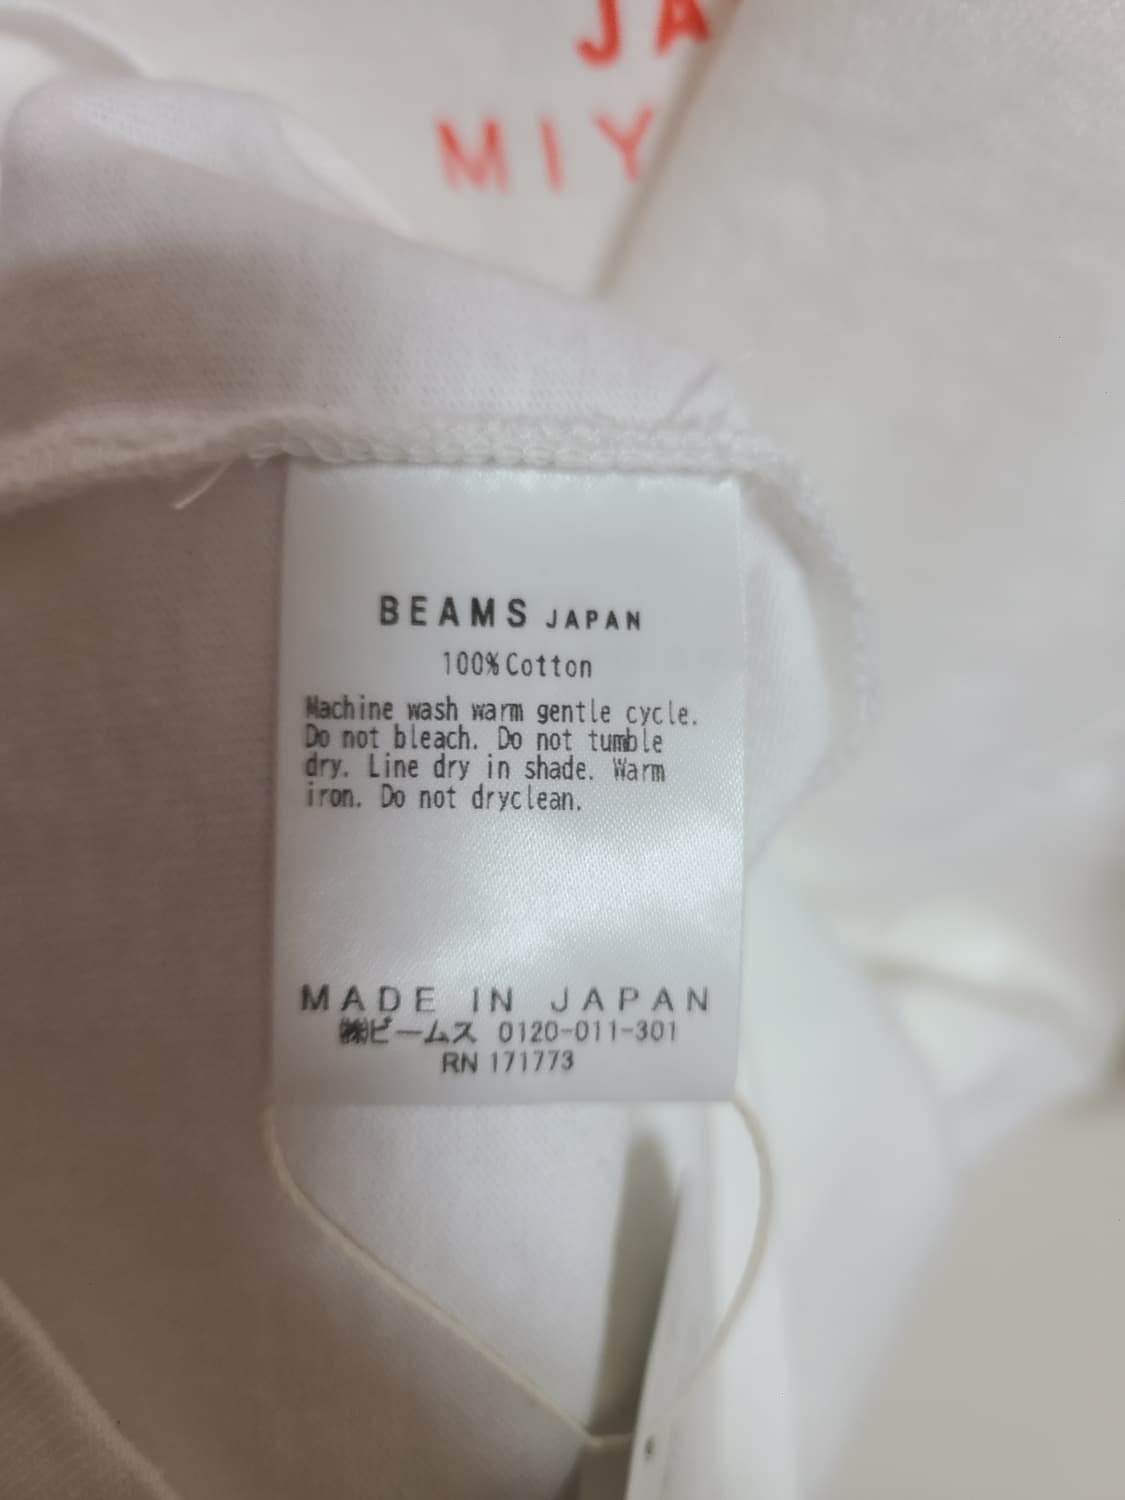 JA
MIY
BEAMS JAPAN
100% Cotton
Machine wash warm gentle cycle.
Do not bleach. Do not tumble
dry. Line dry in shade. Warm
iron. Do not dryclean.
MADE IN JAPAN
㈱ビームス 0120-011-301
RN 171773